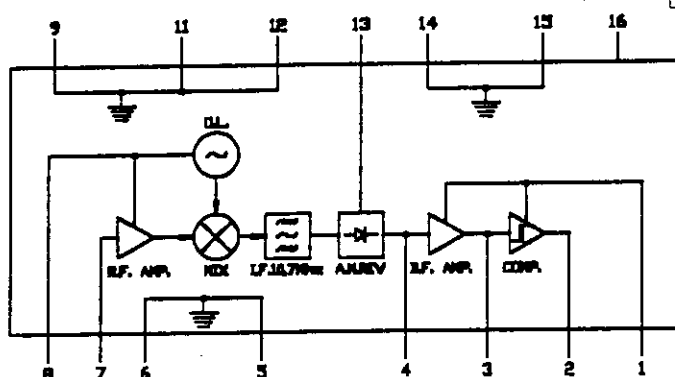 9 11 12 13 14 15 16
O.L.
R.F. AMP. MIX I.F.10,7MHz A.M.REV B.F. AMP. COMP.
8 7 6 5 4 3 2 1